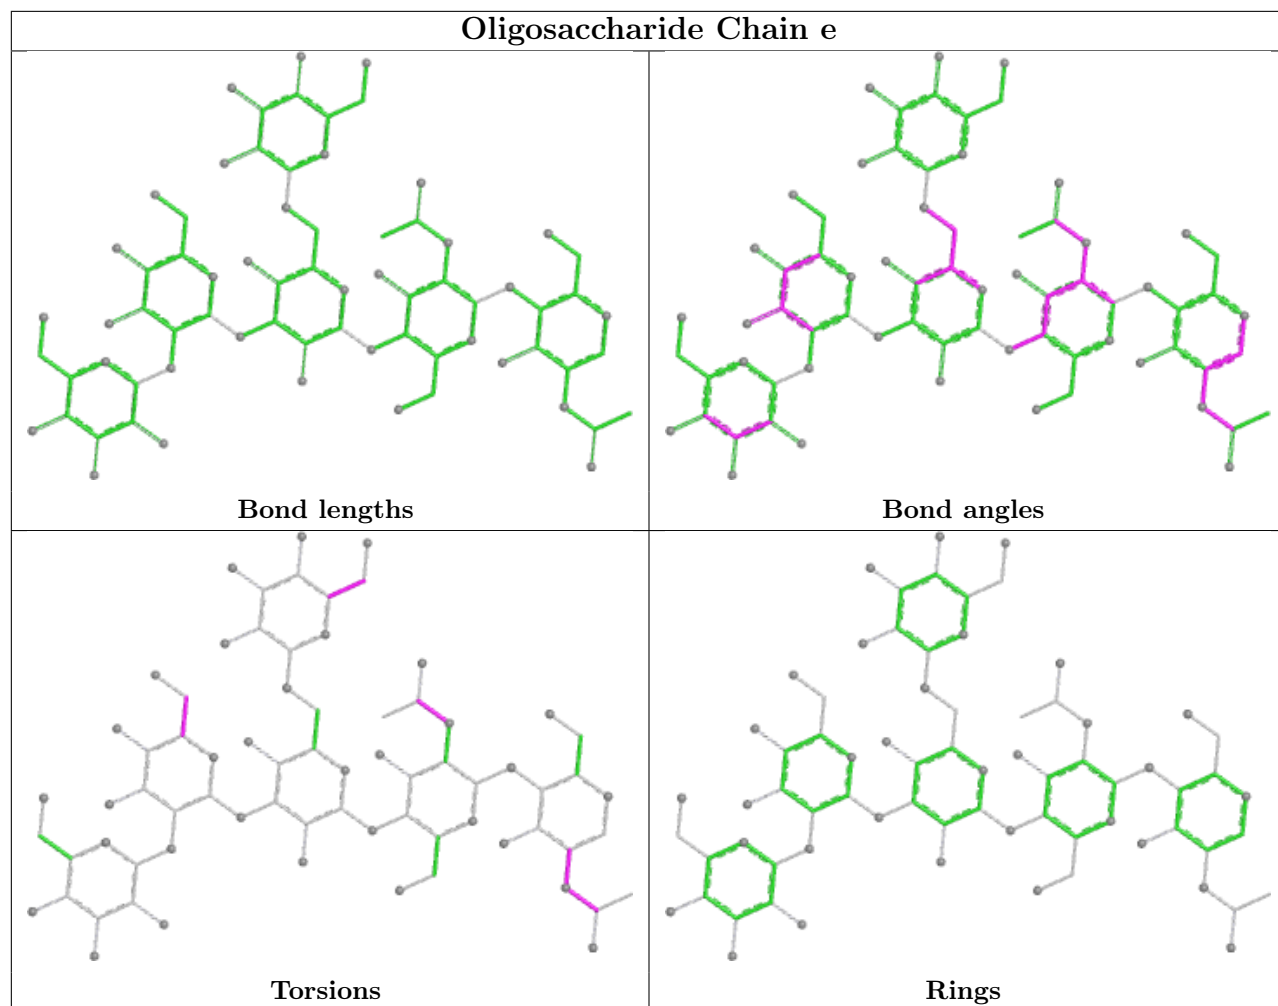 Oligosaccharide Chain e
Bond lengths
Bond angles
Torsions
Rings